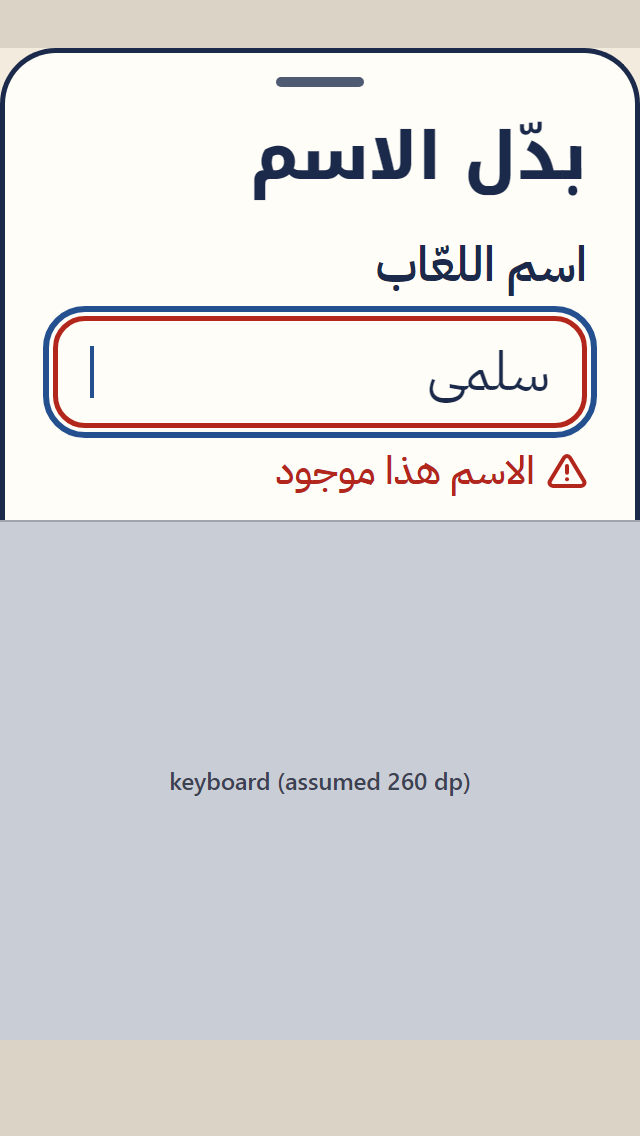 بدّل الاسم
اسم اللعّاب
سلمى
الاسم هذا موجود
keyboard (assumed 260 dp)